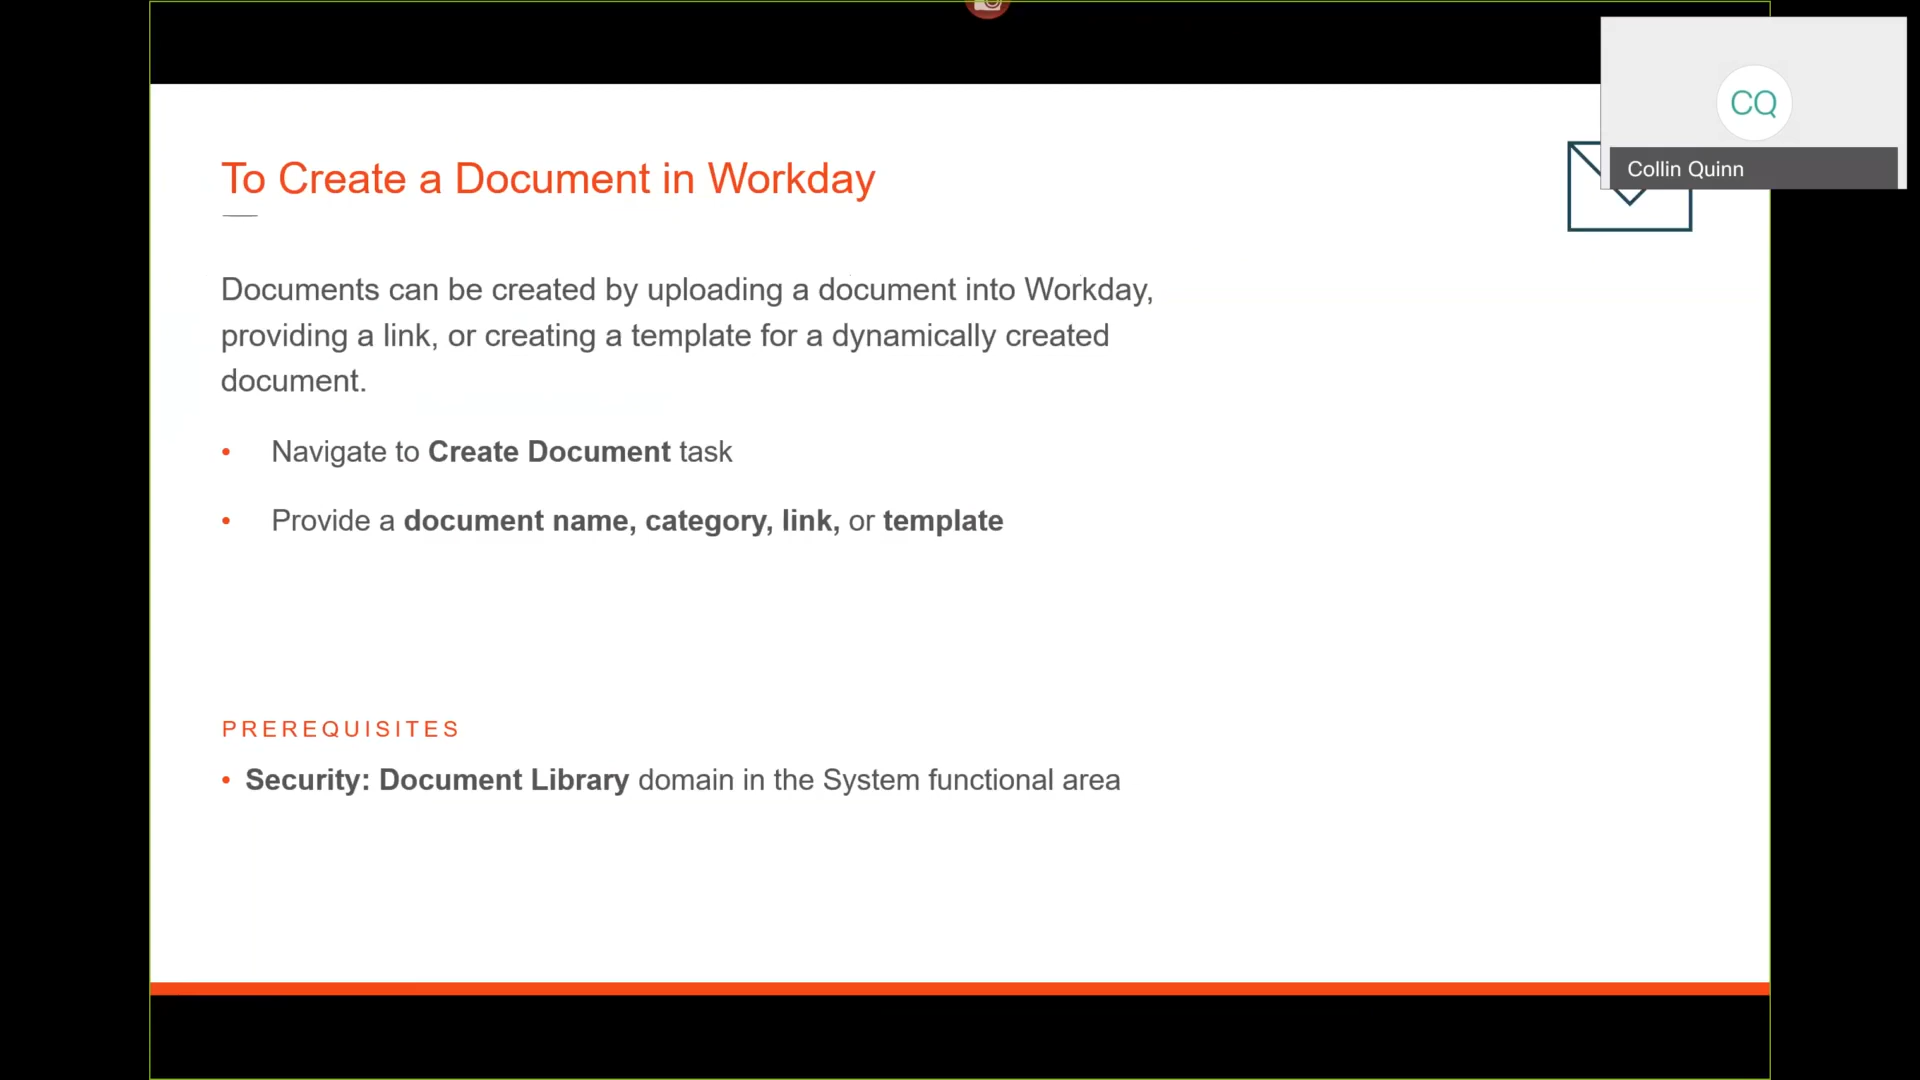 CQ
Collin Quinn
To Create a Document in Workday
Documents can be created by uploading a document into Workday,
providing a link, or creating a template for a dynamically created
document.
• Navigate to Create Document task
• Provide a document name, category, link, or template
PREREQUISITES
• Security: Document Library domain in the System functional area